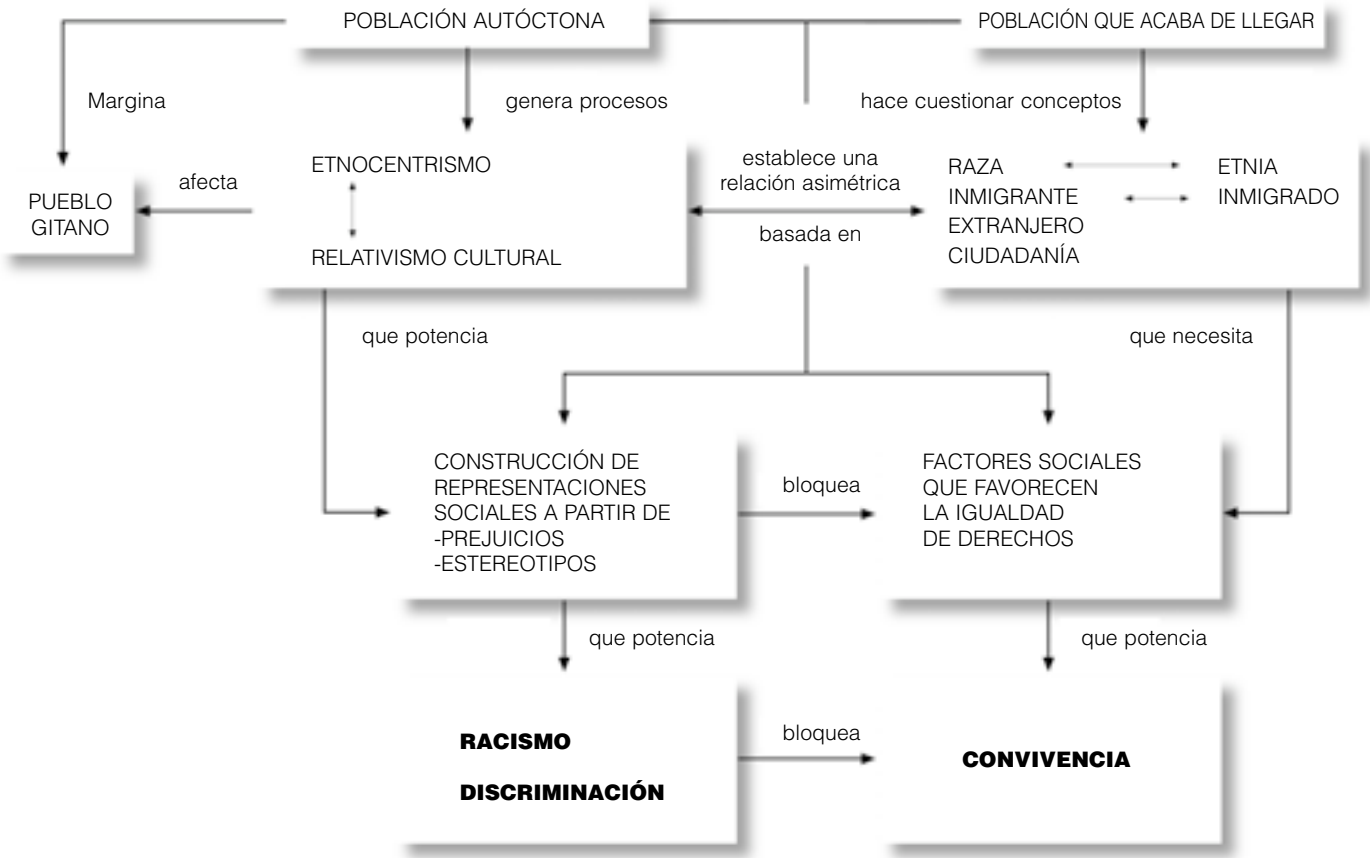 POBLACIÓN AUTÓCTONA
POBLACIÓN QUE ACABA DE LLEGAR
Margina
genera procesos
hace cuestionar conceptos
PUEBLO
GITANO
afecta
ETNOCENTRISMO
RELATIVISMO CULTURAL
establece una
relación asimétrica
basada en
RAZA
ETNIA
INMIGRANTE
INMIGRADO
EXTRANJERO
CIUDADANÍA
que potencia
que necesita
CONSTRUCCIÓN DE
REPRESENTACIONES
SOCIALES A PARTIR DE
-PREJUICIOS
-ESTEREOTIPOS
bloquea
FACTORES SOCIALES
QUE FAVORECEN
LA IGUALDAD
DE DERECHOS
que potencia
que potencia
RACISMO
DISCRIMINACIÓN
bloquea
CONVIVENCIA